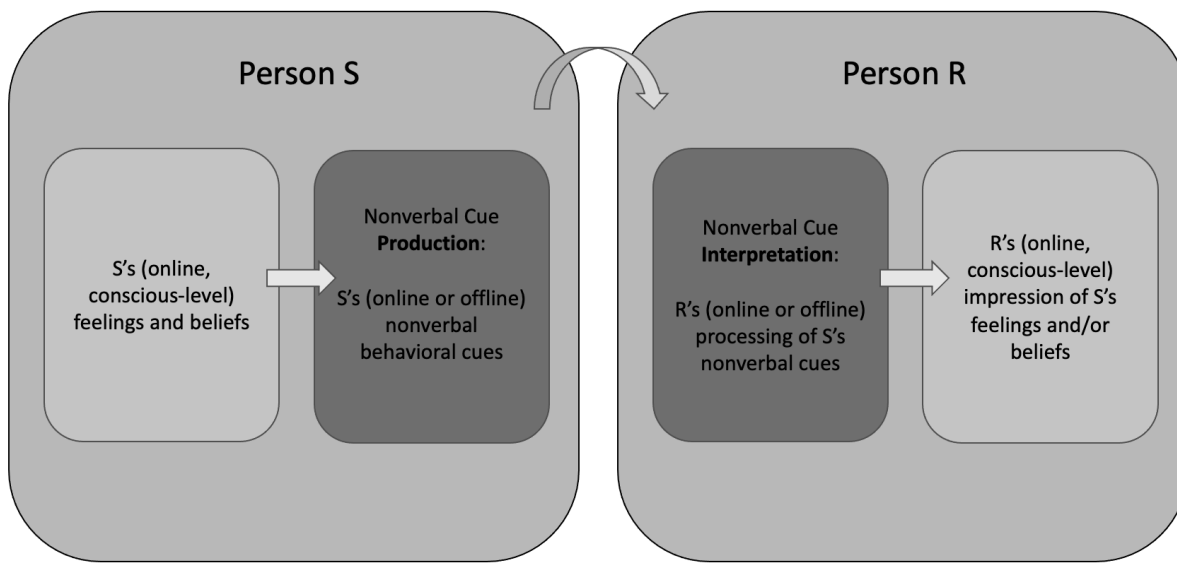 Person S
S's (online,
conscious-level)
feelings and beliefs
Nonverbal Cue
Production:
S's (online or offline)
nonverbal
behavioral cues
Person R
Nonverbal Cue
Interpretation:
R's (online or offline)
processing of S's
nonverbal cues
R's (online,
conscious-level)
impression of S's
feelings and/or
beliefs